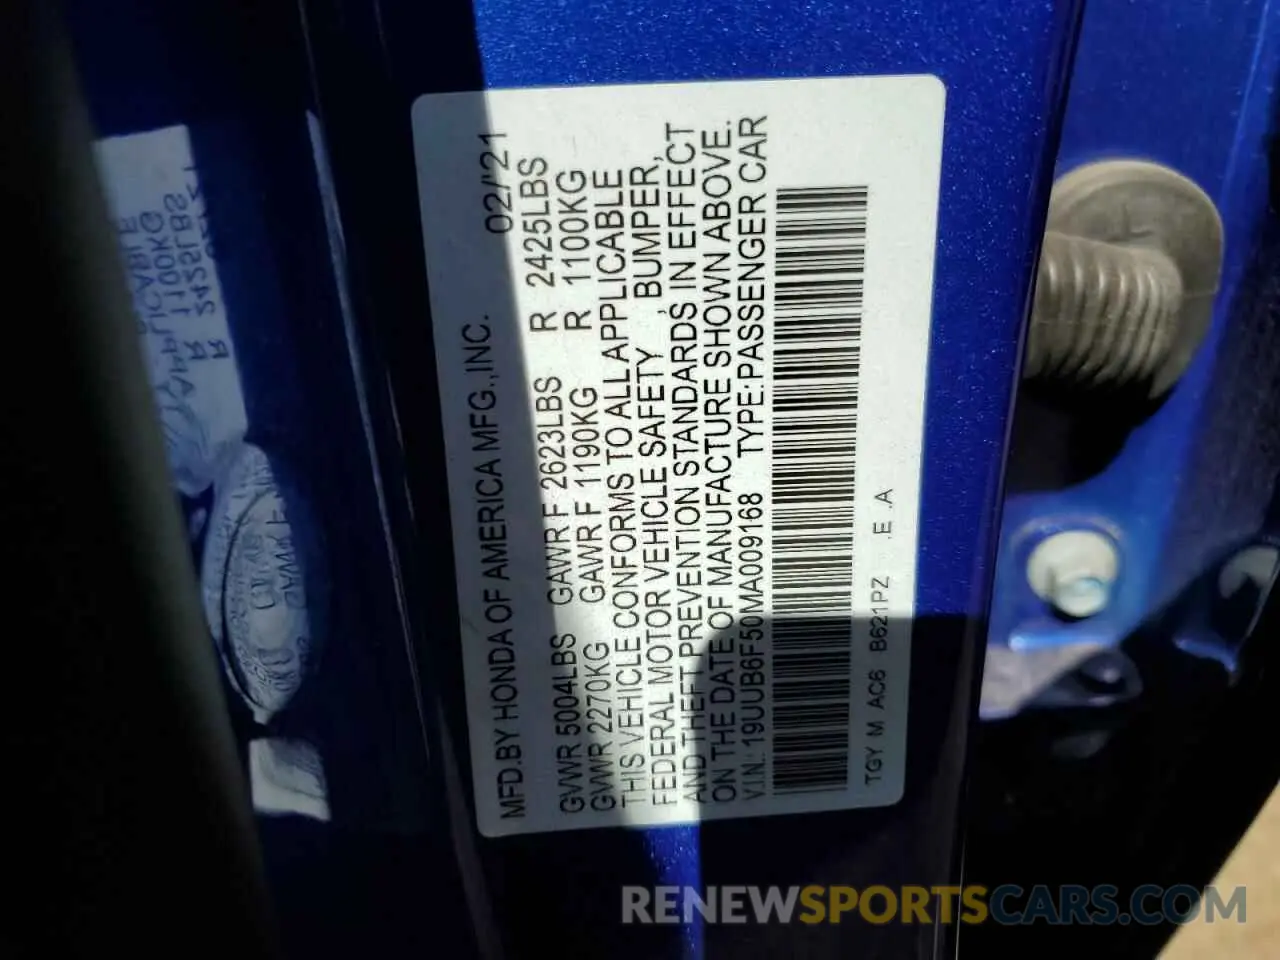 MFD.BY HONDA OF AMERICA MFG.,INC. 02/'21
GVWR 5004LBS GAWR F 2623LBS R 2425LBS
GVWR 2270KG GAWR F 1190KG R 1100KG
THIS VEHICLE CONFORMS TO ALL APPLICABLE
FEDERAL MOTOR VEHICLE SAFETY , BUMPER,
AND THEFT PREVENTION STANDARDS IN EFFECT
ON THE DATE OF MANUFACTURE SHOWN ABOVE.
V.I.N.: 19UUB6F50MA009168 TYPE:PASSENGER CAR
TGY M AC6 B621PZ .E .A
RENEWSPORTSCARS.COM